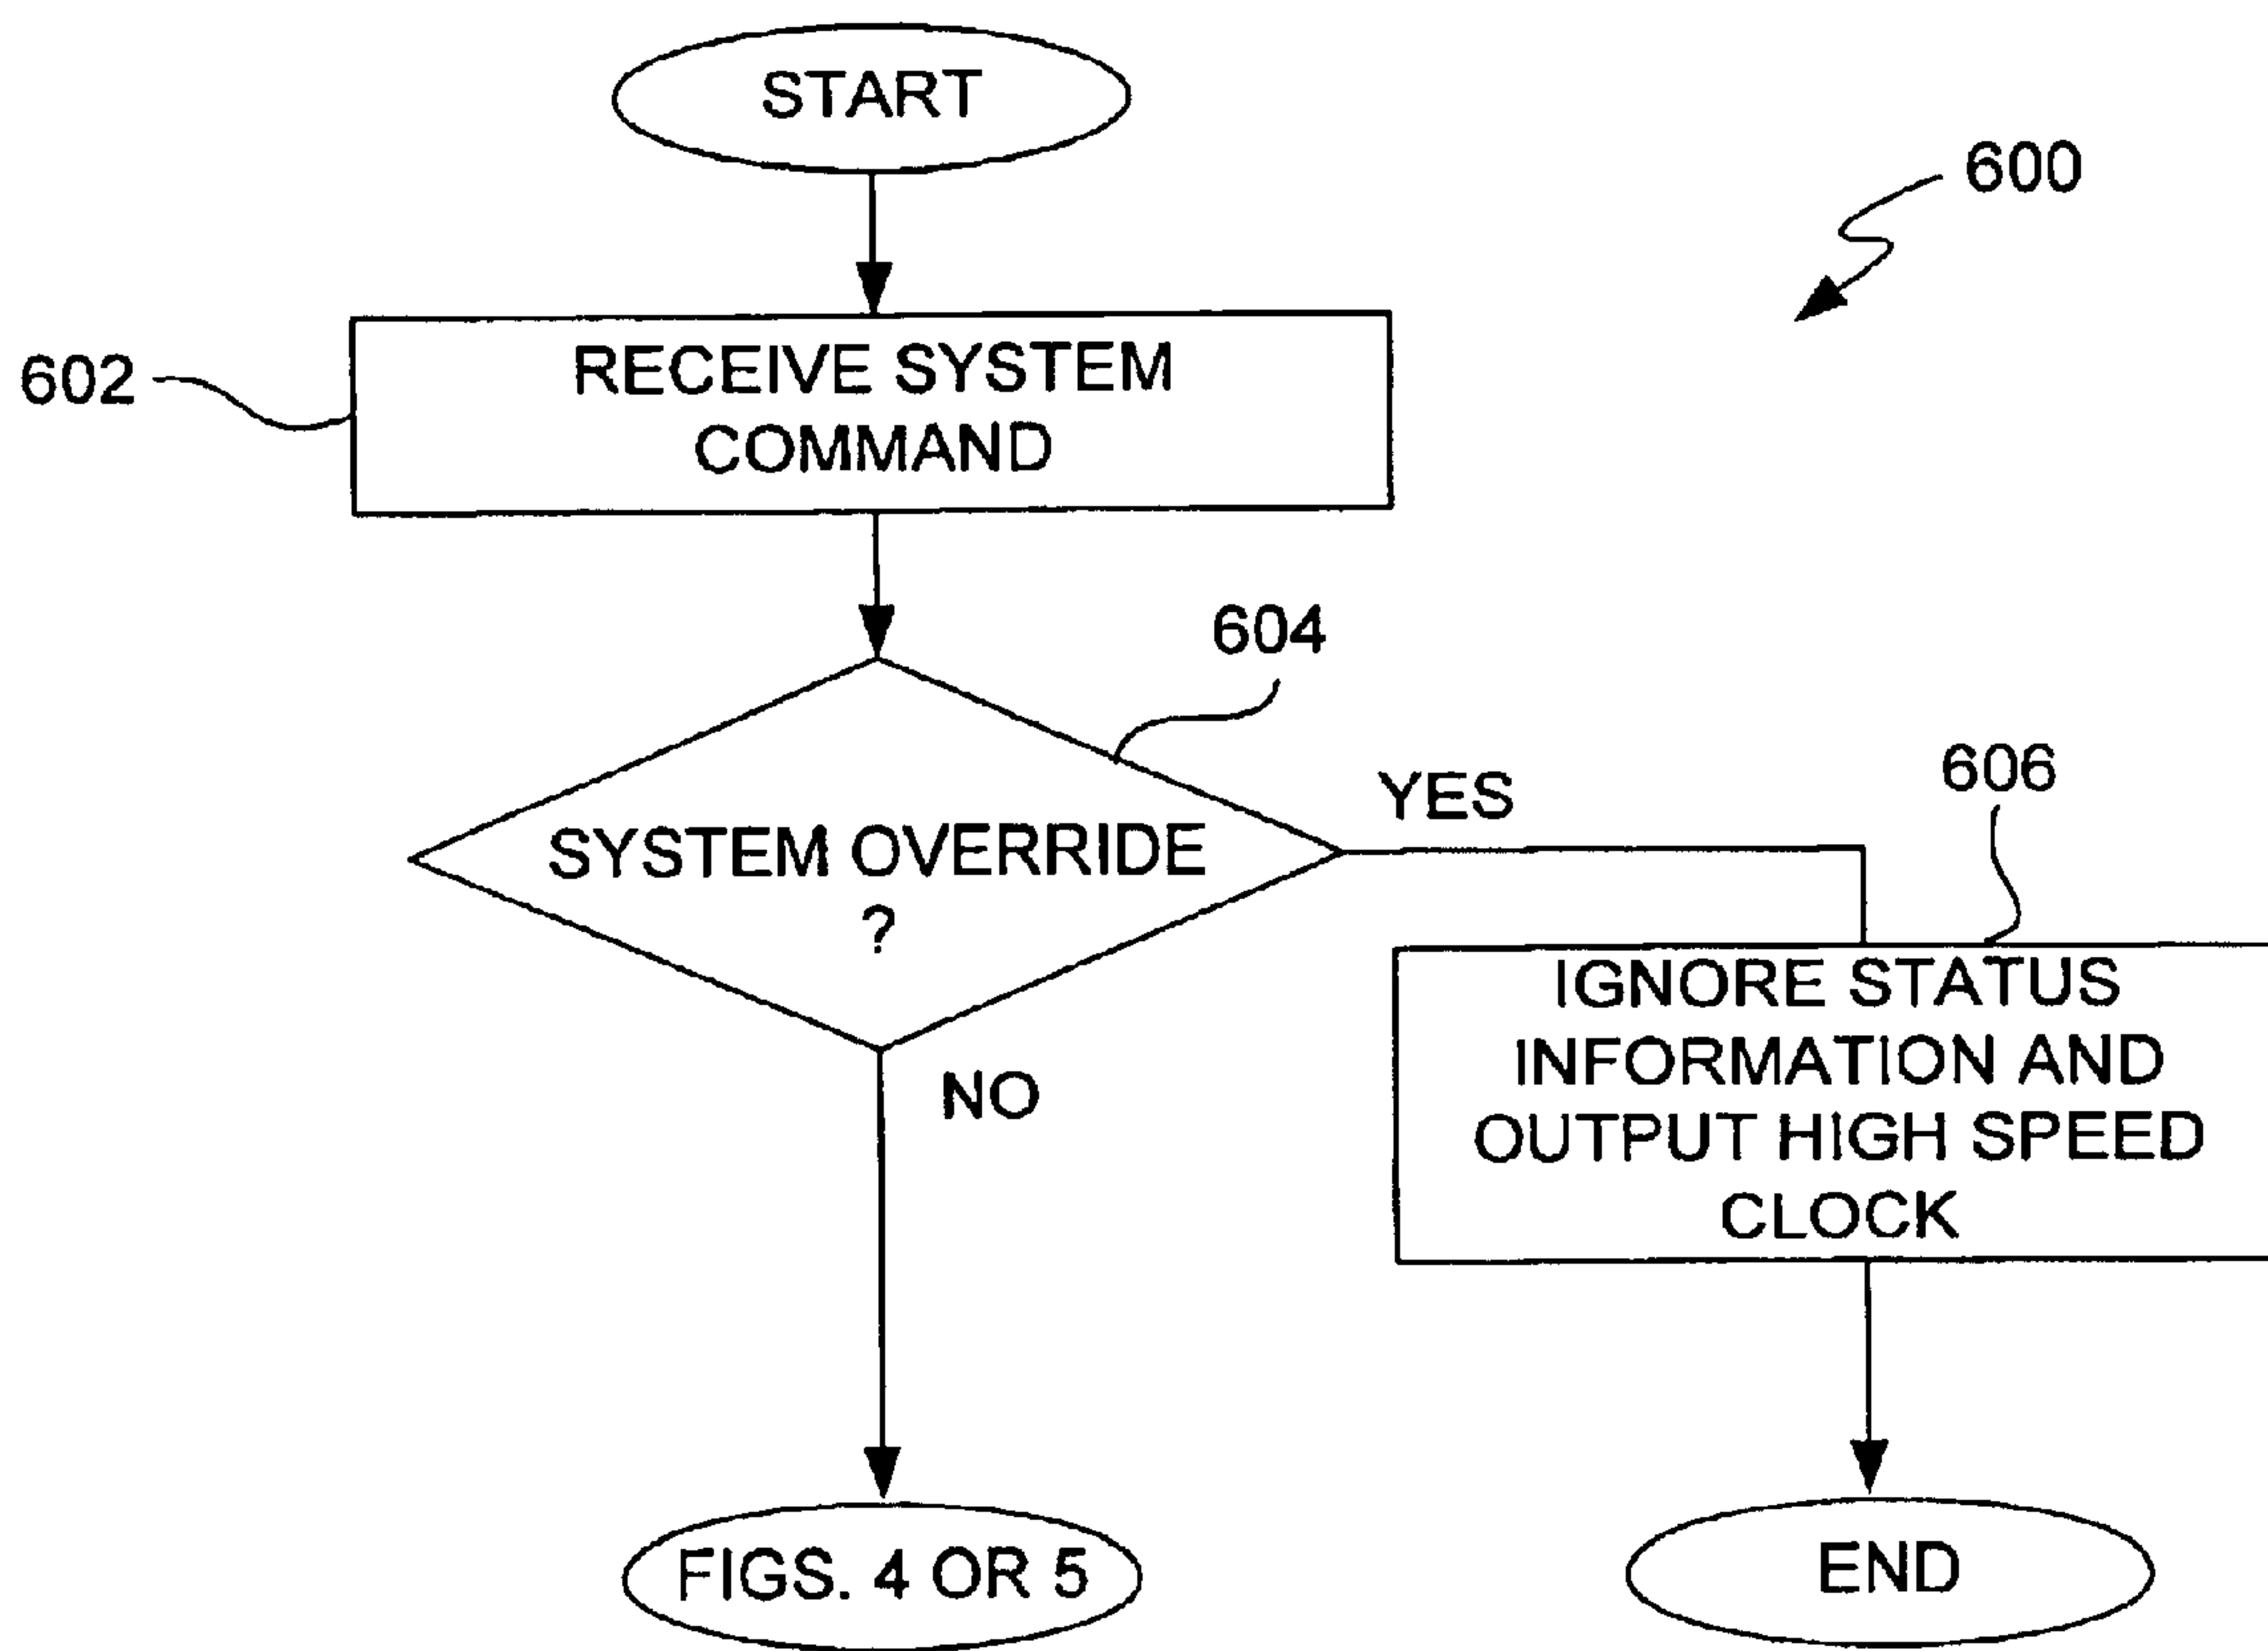 START
600
602
RECEIVE SYSTEM
COMMAND
604
SYSTEM OVERRIDE
?
YES
NO
606
IGNORE STATUS
INFORMATION AND
OUTPUT HIGH SPEED
CLOCK
FIGS. 4 OR 5
END